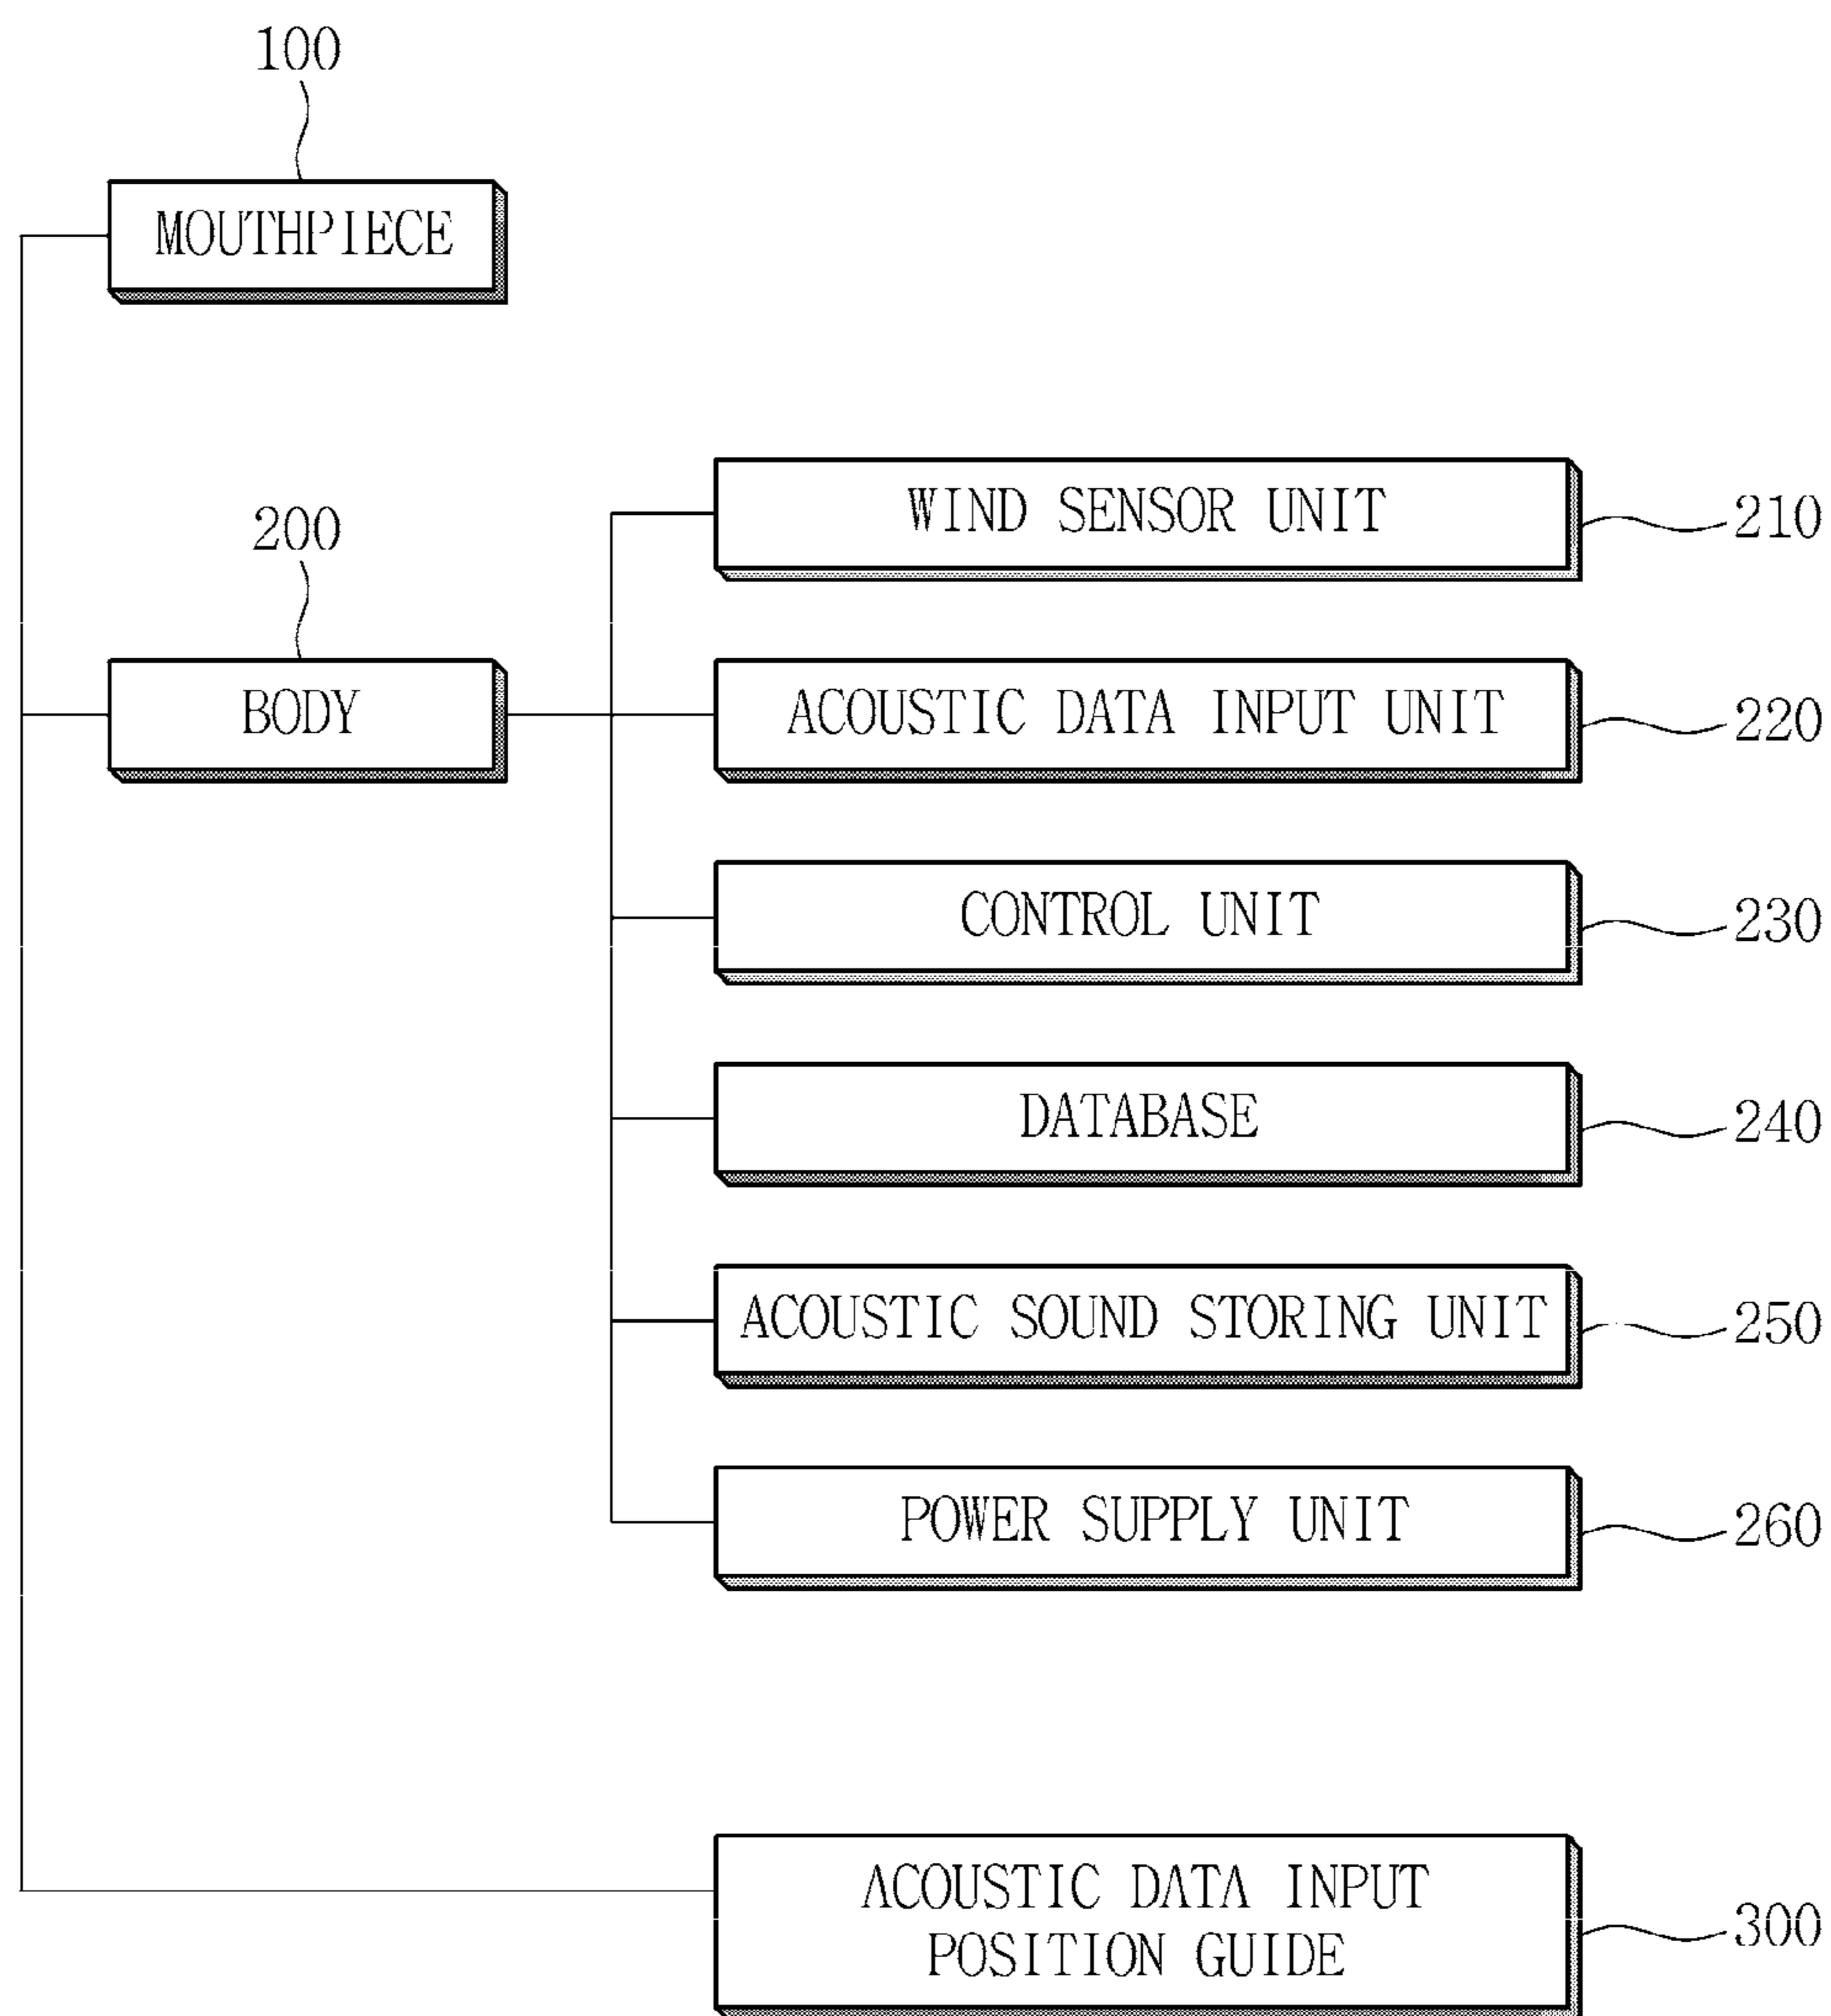 100
MOUTHPIECE
200
BODY
WIND SENSOR UNIT
210
ACOUSTIC DATA INPUT UNIT
220
CONTROL UNIT
230
DATABASE
240
ACOUSTIC SOUND STORING UNIT
250
POWER SUPPLY UNIT
260
ACOUSTIC DATA INPUT
POSITION GUIDE
300